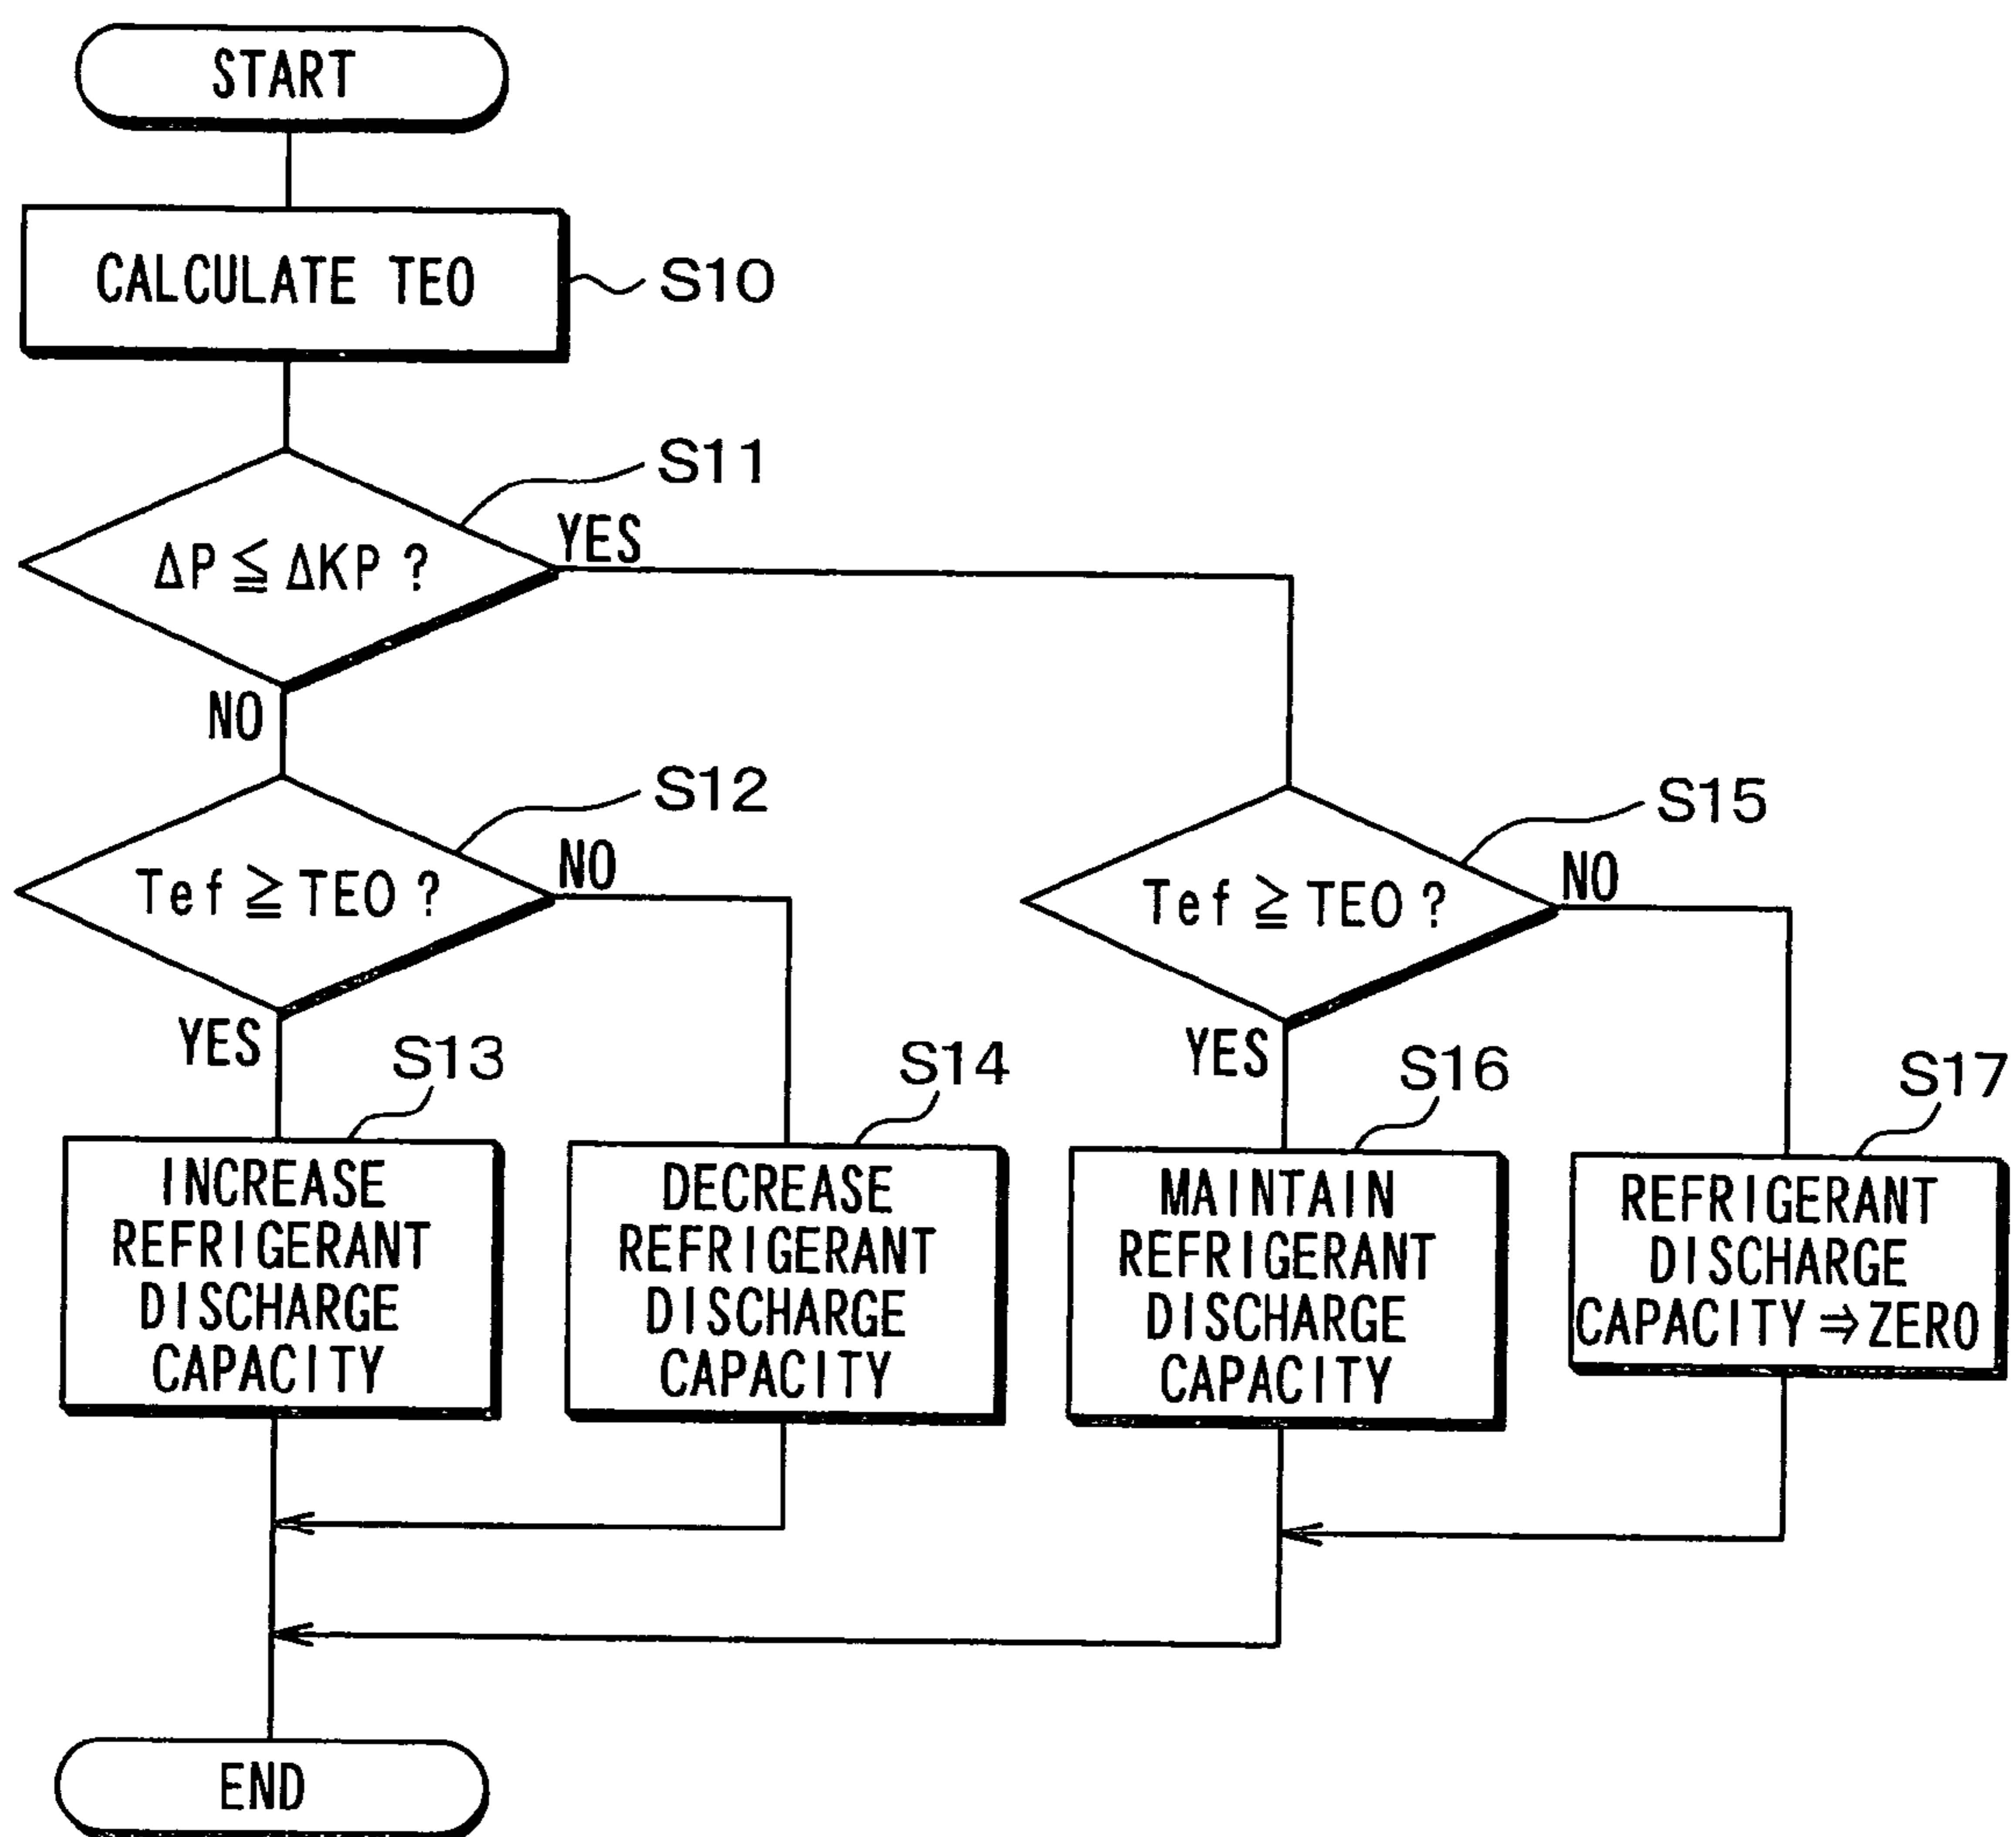 START
CALCULATE TEO
S10
S11
ΔP ≦ ΔKP ?
YES
NO
S12
Tef ≧ TEO ?
NO
YES
S15
Tef ≧ TEO ?
NO
YES
S13
INCREASE
REFRIGERANT
DISCHARGE
CAPACITY
S14
DECREASE
REFRIGERANT
DISCHARGE
CAPACITY
S16
MAINTAIN
REFRIGERANT
DISCHARGE
CAPACITY
S17
REFRIGERANT
DISCHARGE
CAPACITY ⇒ ZERO
END